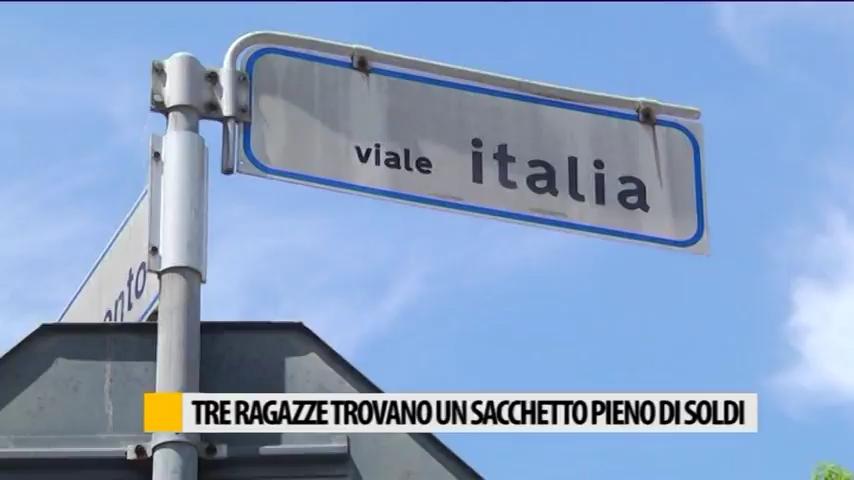 viale italia
TRE RAGAZZE TROVANO UN SACCHETTO PIENO DI SOLDI